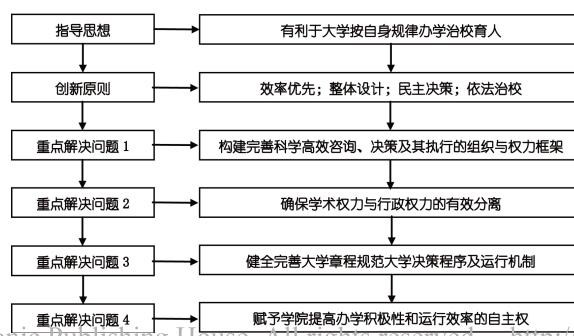 指导思想
有利于大学按自身规律办学治校育人
创新原则
效率优先；整体设计；民主决策；依法治校
重点解决问题 1
构建完善科学高效咨询、决策及其执行的组织与权力框架
重点解决问题 2
确保学术权力与行政权力的有效分离
重点解决问题 3
健全完善大学章程规范大学决策程序及运行机制
重点解决问题 4
赋予学院提高办学积极性和运行效率的自主权